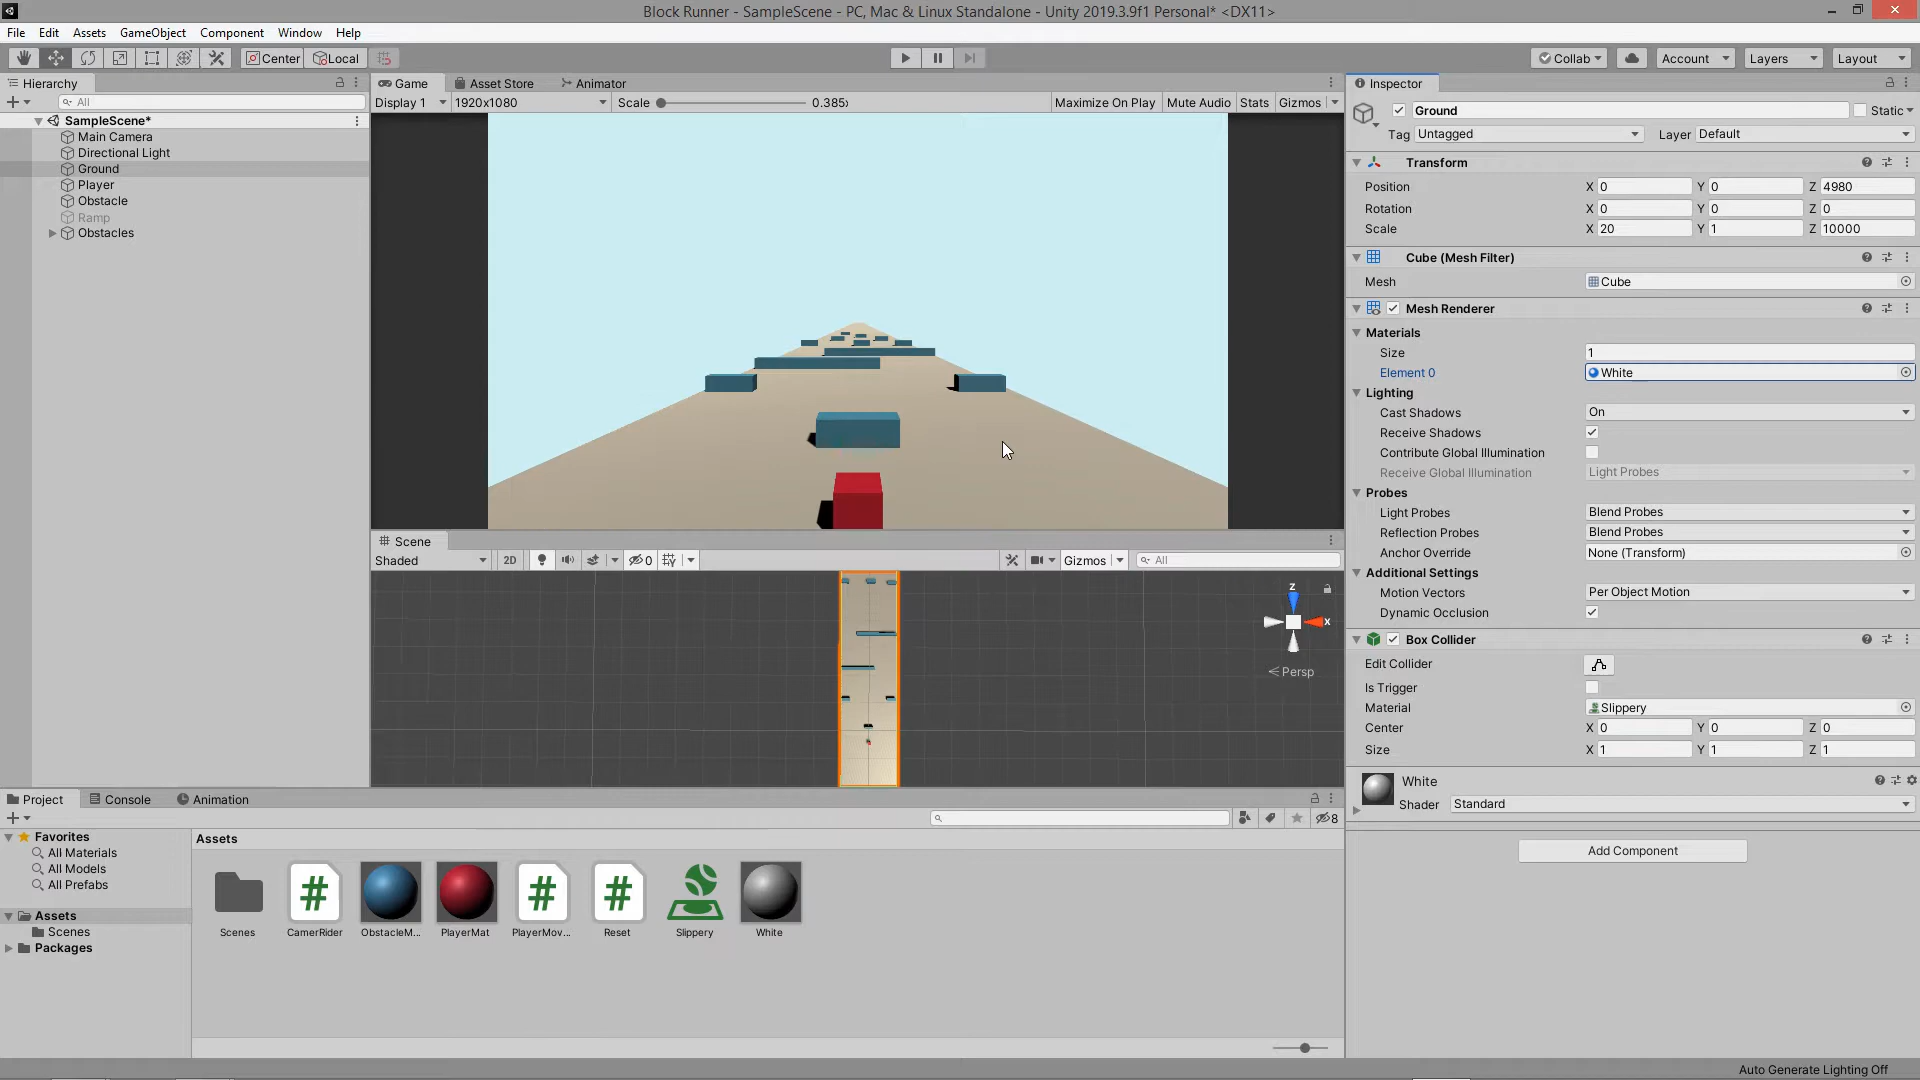 Block Runner - SampleScene - PC, Mac & Linux Standalone - Unity 2019.3.9f1 Personal* <DX11>
File Edit Assets GameObject Component Window Help
Center Local Collab Account Layers Layout
Hierarchy
All
SampleScene*
Main Camera
Directional Light
Ground
Player
Obstacle
Ramp
Obstacles
Game Asset Store Animator
Display 1 1920x1080 Scale 0.385x Maximize On Play Mute Audio Stats Gizmos
Scene
Shaded 2D 0 Gizmos All
z
x
Persp
Inspector
Ground Static
Tag Untagged Layer Default
Transform
Position X 0 Y 0 Z 4980
Rotation X 0 Y 0 Z 0
Scale X 20 Y 1 Z 10000
Cube (Mesh Filter)
Mesh Cube
Mesh Renderer
Materials
Size 1
Element 0 White
Lighting
Cast Shadows On
Receive Shadows
Contribute Global Illumination
Receive Global Illumination Light Probes
Probes
Light Probes Blend Probes
Reflection Probes Blend Probes
Anchor Override None (Transform)
Additional Settings
Motion Vectors Per Object Motion
Dynamic Occlusion
Box Collider
Edit Collider
Is Trigger
Material Slippery
Center X 0 Y 0 Z 0
Size X 1 Y 1 Z 1
White
Shader Standard
Add Component
Project Console Animation
8
Favorites
All Materials
All Models
All Prefabs
Assets
Scenes
Packages
Assets
Scenes CamerRider ObstacleM... PlayerMat PlayerMov... Reset Slippery White
Auto Generate Lighting Off